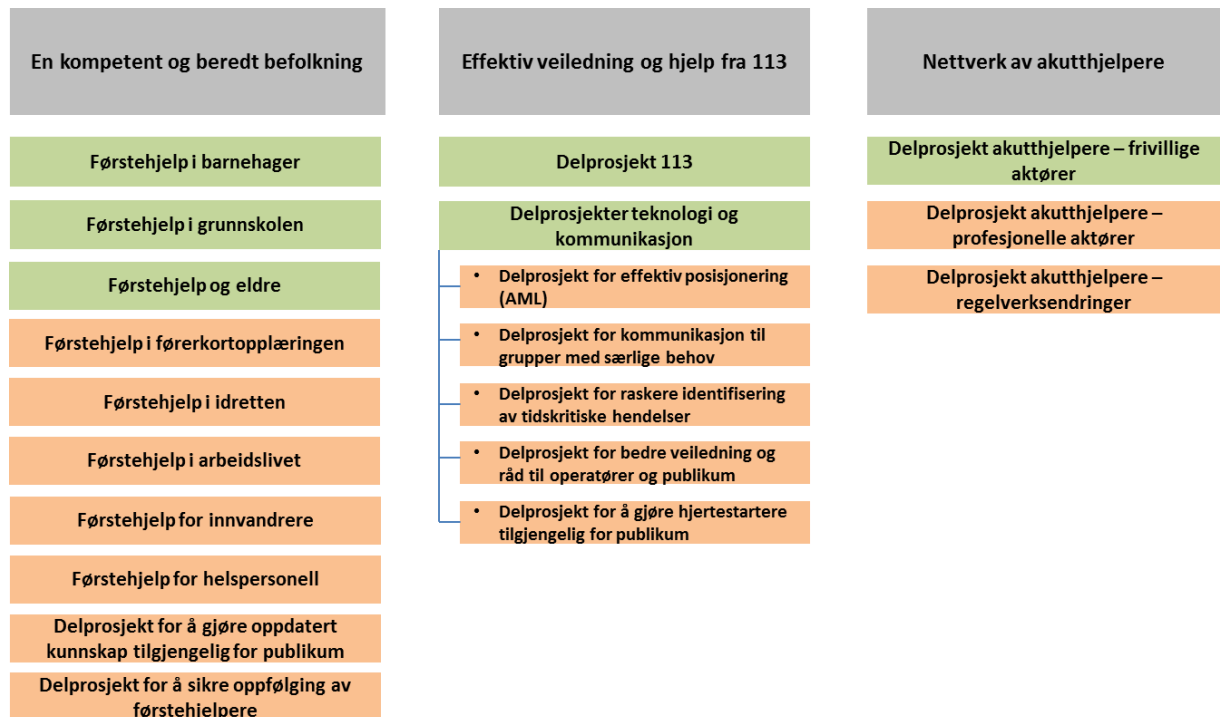 En kompetent og beredt befolkning
Førstehjelp i barnehager
Førstehjelp i grunnskolen
Førstehjelp og eldre
Førstehjelp i førerkortopplæringen
Førstehjelp i idretten
Førstehjelp i arbeidslivet
Førstehjelp for innvandrere
Førstehjelp for helspersonell
Delprosjekt for å gjøre oppdatert
kunnskap tilgjengelig for publikum
Delprosjekt for å sikre oppfølging av
førstehjelpere
Effektiv veiledning og hjelp fra 113
Delprosjekt 113
Delprosjekter teknologi og
kommunikasjon
• Delprosjekt for effektiv posisjonering
(AML)
• Delprosjekt for kommunikasjon til
grupper med særlige behov
• Delprosjekt for raskere identifisering
av tidskritiske hendelser
• Delprosjekt for bedre veiledning og
råd til operatører og publikum
• Delprosjekt for å gjøre hjertestartere
tilgjengelig for publikum
Nettverk av akutthjelpere
Delprosjekt akutthjelpere – frivillige
aktører
Delprosjekt akutthjelpere –
profesjonelle aktører
Delprosjekt akutthjelpere –
regelverksendringer